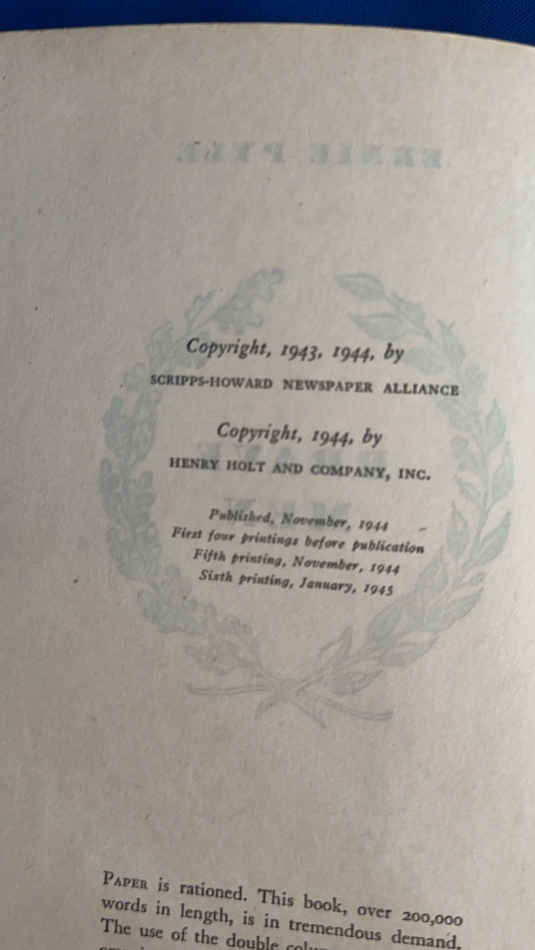 Copyright, 1943, 1944, by
SCRIPPS-HOWARD NEWSPAPER ALLIANCE
Copyright, 1944, by
HENRY HOLT AND COMPANY, INC.
Published, November, 1944
First four printings before publication
Fifth printing, November, 1944
Sixth printing, January, 1945
PAPER is rationed. This book, over 200,000
words in length, is in tremendous demand.
The use of the double